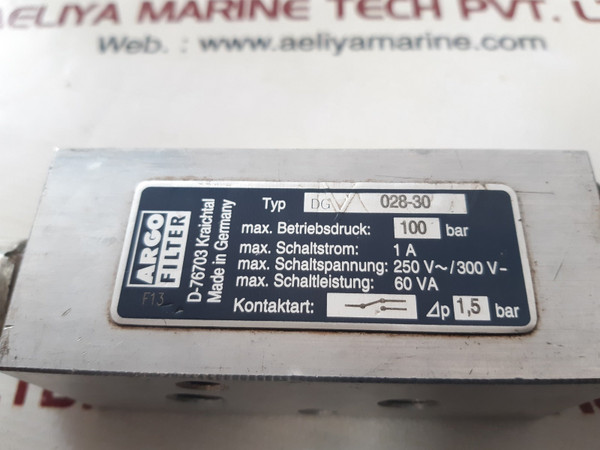 AELIYA MARINE TECH PVT. L
Web. : www.aeliyamarine.com
ARGO
FILTER
F13
D-76703 Kraichtal
Made in Germany
Typ DG 028-30
max. Betriebsdruck: 100 bar
max. Schaltstrom: 1 A
max. Schaltspannung: 250 V~/300 V-
max. Schaltleistung: 60 VA
Kontaktart: Δp 1,5 bar